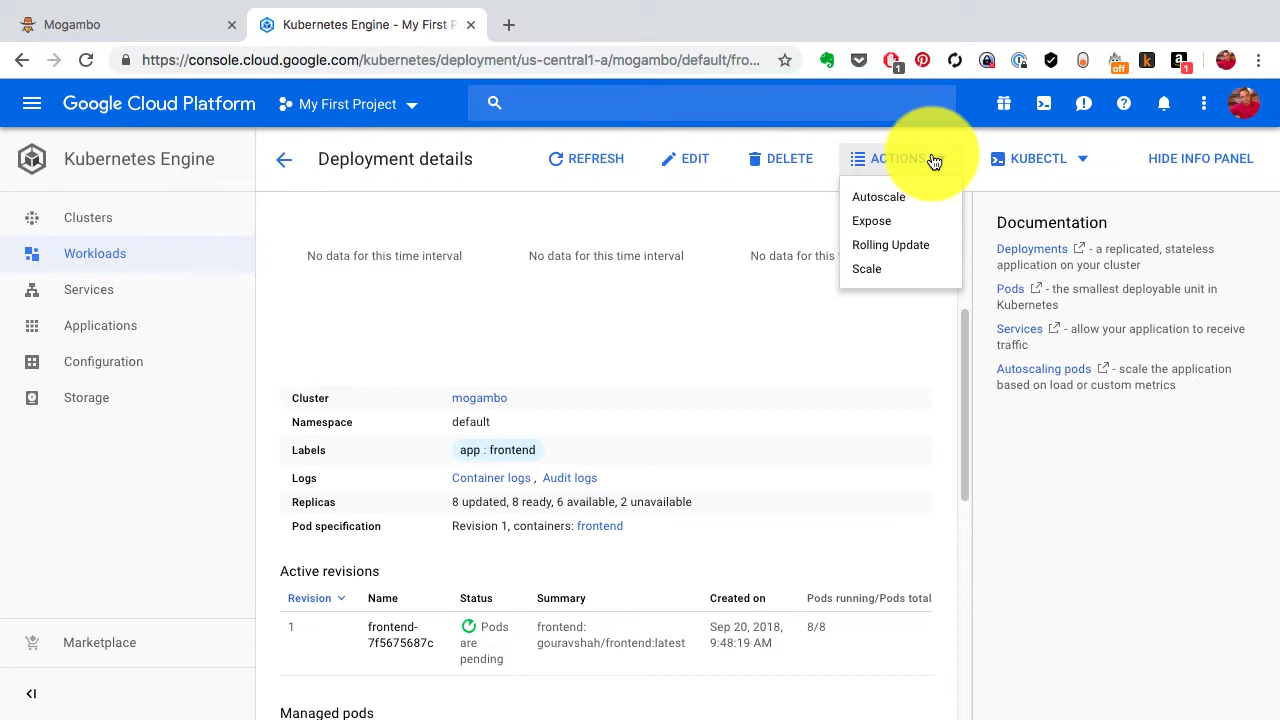 Mogambo
Kubernetes Engine - My First P
https://console.cloud.google.com/kubernetes/deployment/us-central1-a/mogambo/default/fro...
1
off
k
a
1
Google Cloud Platform
My First Project
Kubernetes Engine
Deployment details
REFRESH
EDIT
DELETE
ACTIONS
KUBECTL
HIDE INFO PANEL
Clusters
Workloads
Services
Applications
Configuration
Storage
Marketplace
Autoscale
Expose
Rolling Update
Scale
No data for this time interval
No data for this time interval
No data for this
Cluster mogambo
Namespace default
Labels app : frontend
Logs Container logs , Audit logs
Replicas 8 updated, 8 ready, 6 available, 2 unavailable
Pod specification Revision 1, containers: frontend
Active revisions
Revision Name Status Summary Created on Pods running/Pods total
1 frontend- Pods frontend: Sep 20, 2018, 8/8
7f5675687c are gouravshah/frontend:latest 9:48:19 AM
pending
Managed pods
Documentation
Deployments - a replicated, stateless
application on your cluster
Pods - the smallest deployable unit in
Kubernetes
Services - allow your application to receive
traffic
Autoscaling pods - scale the application
based on load or custom metrics